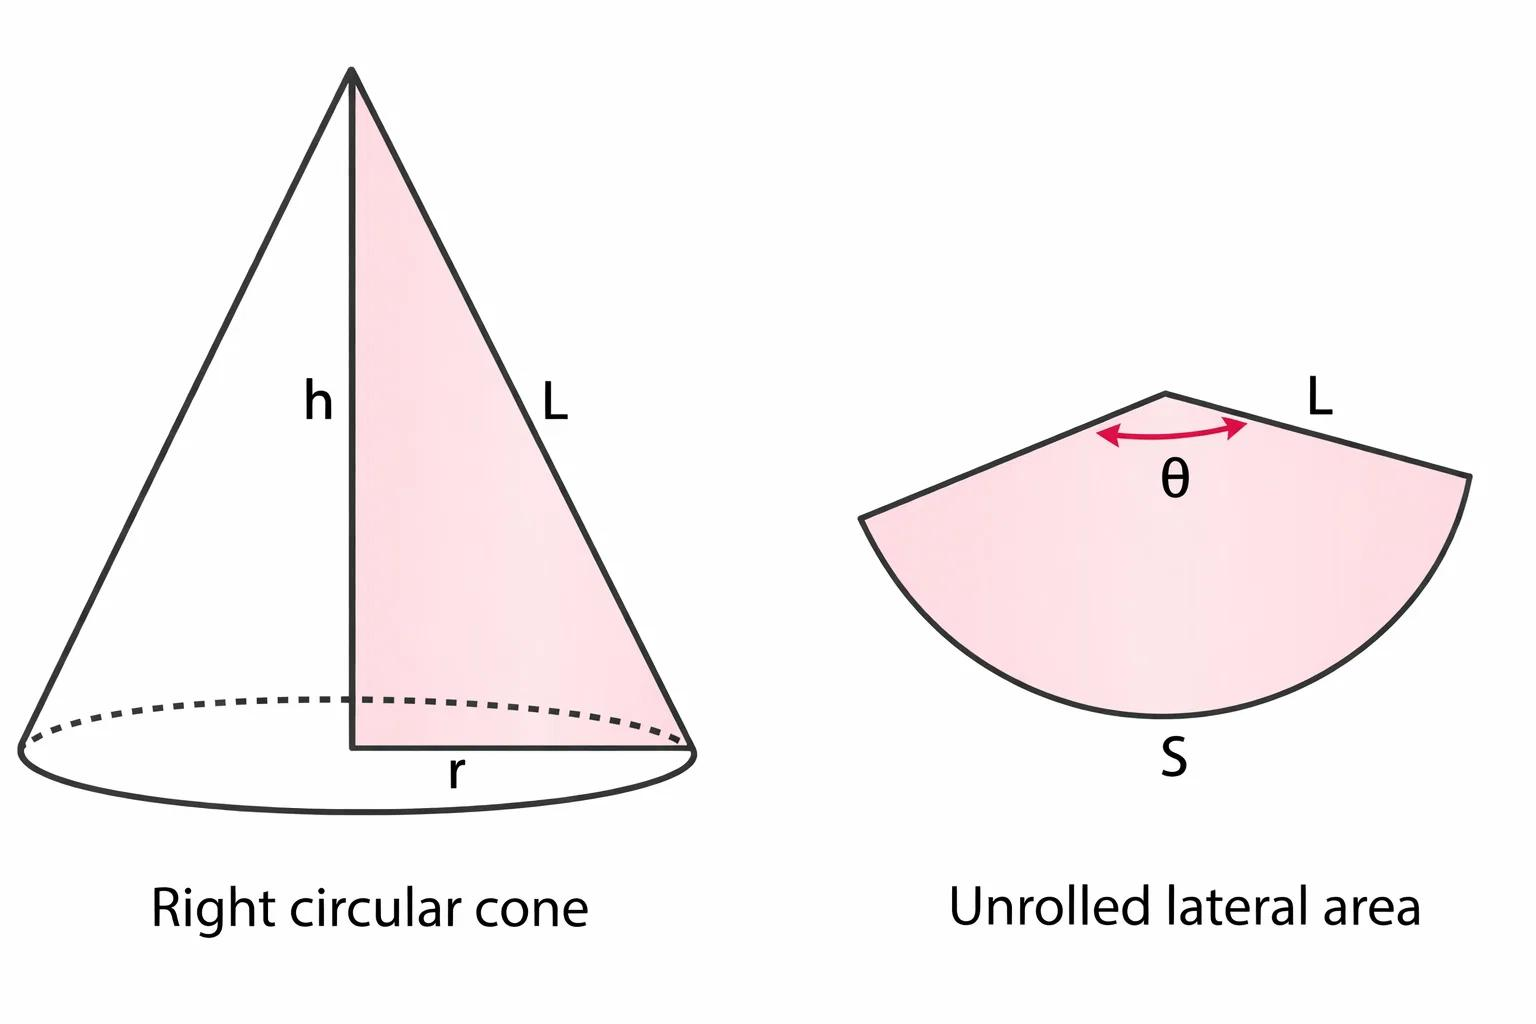 h
L
r
Right circular cone
L
θ
S
Unrolled lateral area